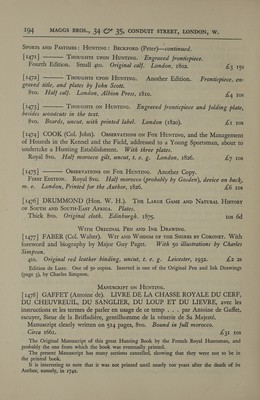 194 MAGGS BROS., 34 & 35, CONDUIT STREET, LONDON, W.
Sports and Pastimes : Hunting : Beckford (Peter)—continued.
[1471] ——— Thoughts upon Hunting. Engraved frontispiece.
Fourth Edition. Small 4to. Original calf. London, 1802. £3 15s
[1472] ——— Thoughts upon Hunting. Another Edition. Frontispiece, en-
graved title, and plates by John Scott.
8vo. Half calf. London, Albion Press, 1810. £4 10s
[1473] ——— Thoughts on Hunting. Engraved frontispiece and folding plate,
besides woodcuts in the text.
8vo. Boards, uncut, with printed label. London (1820). £1 10s
[1474] COOK (Col. John). Observations on Fox Hunting, and the Management
of Hounds in the Kennel and the Field, addressed to a Young Sportsman, about to
undertake a Hunting Establishment. With three plates.
Royal 8vo. Half morocco gilt, uncut, t. e. g. London, 1826. £7 10s
[1475] ——— Observations on Fox Hunting. Another Copy.
First Edition. Royal 8vo. Half morocco (probably by Gosden), device on back,
m. e. London, Printed for the Author, 1826. £6 10s
[1476] DRUMMOND (Hon. W. H.). The Large Game and Natural History
of South and South-East Africa. Plates.
Thick 8vo. Original cloth. Edinburgh. 1875. 10s 6d
With Original Pen and Ink Drawing.
[1477] FABER (Col. Walter). Wit and Wisdom of the Shires by Coronet. With
foreword and biography by Major Guy Paget. With 50 illustrations by Charles
Simpson.
4to. Original red leather binding, uncut, t. e. g. Leicester, 1932. £2 2s
Edition de Luxe. One of 50 copies. Inserted is one of the Original Pen and Ink Drawings
(page 5), by Charles Simpson.
Manuscript on Hunting.
[1478] GAFFET (Antoine de). LIVRE DE LA CHASSE ROYALE DU CERF,
DU CHEUVREUIL, DU SANGLIER, DU LOUP ET DU LIEVRE, avec les
instructions et les termes de parler en usage de ce temp . . . par Antoine de Gaffet,
escuyer, Sieur de la Briffadière, gentilhomme de la vénerie de Sa Majesté.
Manuscript clearly written on 524 pages, 8vo. Bound in full morocco.
Circa 1662. £31 10s
The Original Manuscript of this great Hunting Book by the French Royal Huntsman, and
probably the one from which the book was eventually printed.
The present Manuscript has many sections cancelled, showing that they were not to be in
the printed book.
It is interesting to note that it was not printed until nearly 100 years after the death of its
Author, namely, in 1742.